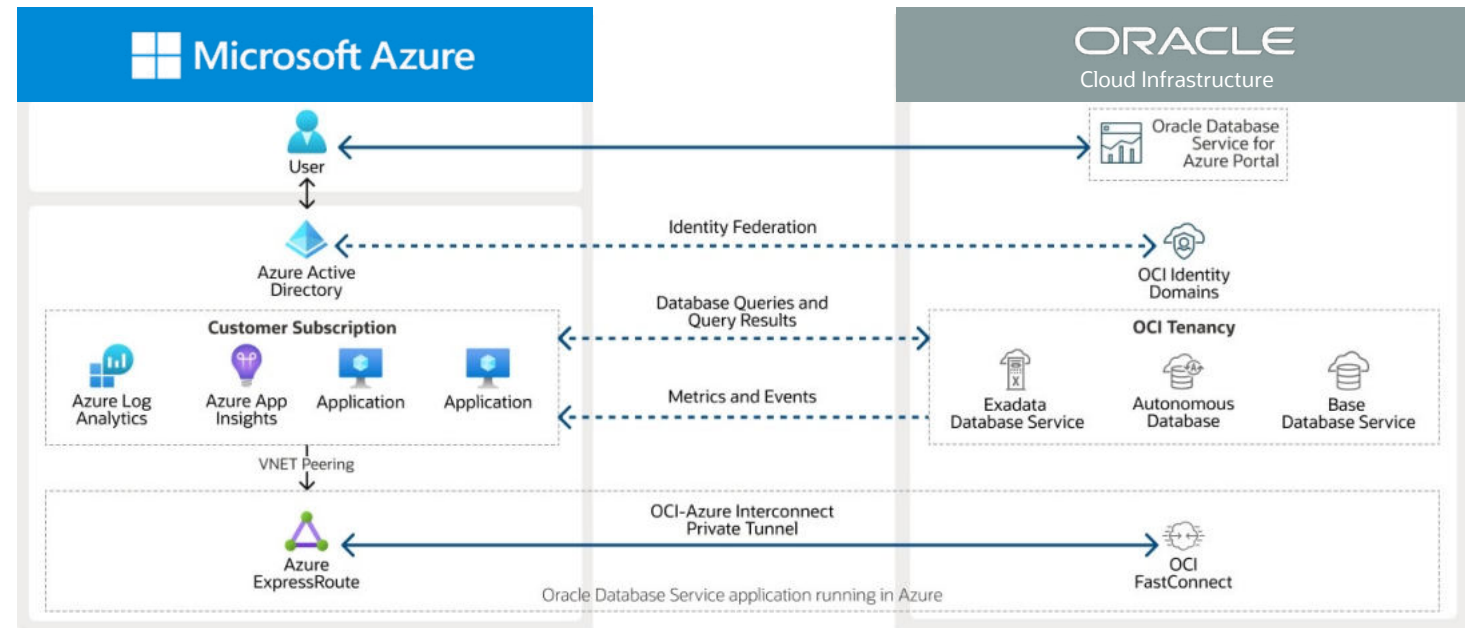 Microsoft Azure
ORACLE
Cloud Infrastructure
User
Oracle Database
Service for
Azure Portal
Identity Federation
Azure Active
Directory
OCI Identity
Domains
Database Queries and
Query Results
Customer Subscription
OCI Tenancy
Azure Log
Analytics
Azure App
Insights
Application
Application
Metrics and Events
X
Exadata
Database Service
A
Autonomous
Database
Base
Database Service
VNET Peering
OCI-Azure Interconnect
Private Tunnel
Azure
ExpressRoute
OCI
FastConnect
Oracle Database Service application running in Azure